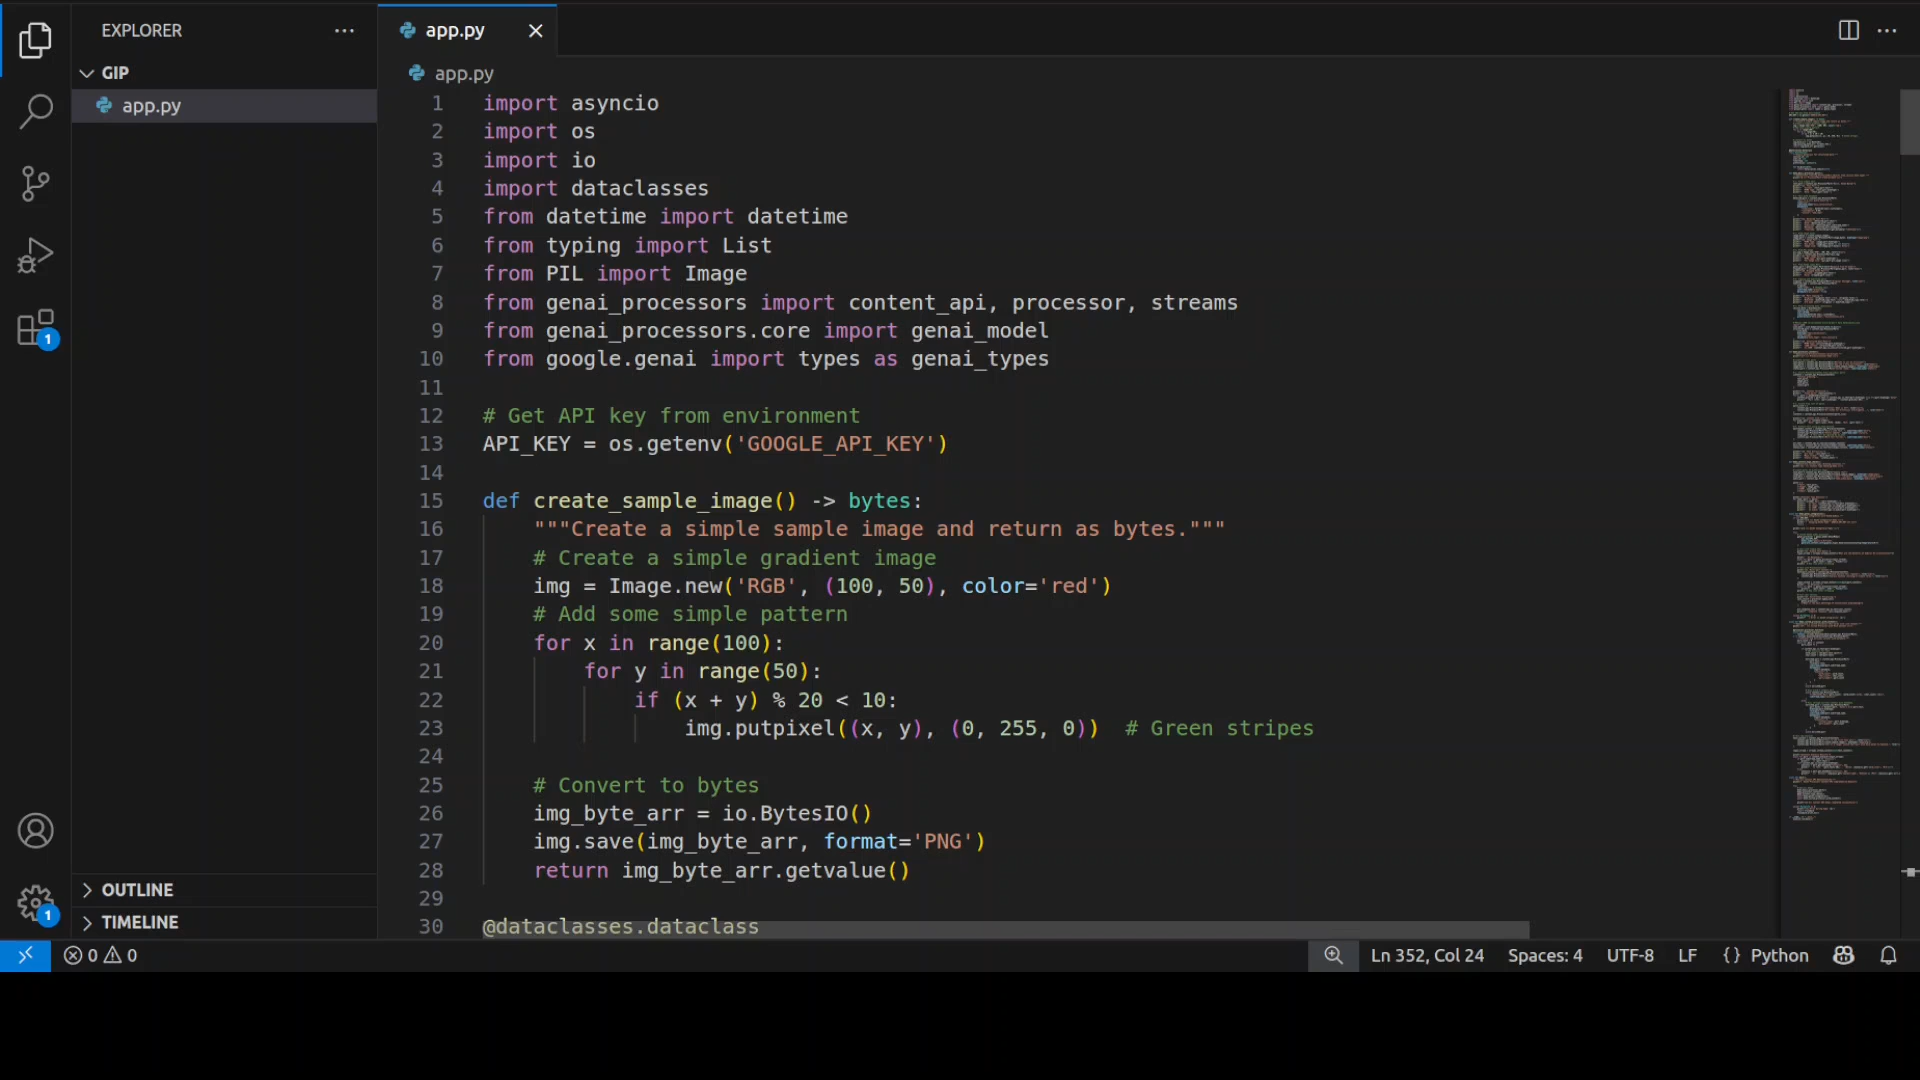 EXPLORER
GIP
app.py
OUTLINE
TIMELINE
app.py
app.py
1 import asyncio
2 import os
3 import io
4 import dataclasses
5 from datetime import datetime
6 from typing import List
7 from PIL import Image
8 from genai_processors import content_api, processor, streams
9 from genai_processors.core import genai_model
10 from google.genai import types as genai_types
11
12 # Get API key from environment
13 API_KEY = os.getenv('GOOGLE_API_KEY')
14
15 def create_sample_image() -> bytes:
16     """Create a simple sample image and return as bytes."""
17     # Create a simple gradient image
18     img = Image.new('RGB', (100, 50), color='red')
19     # Add some simple pattern
20     for x in range(100):
21         for y in range(50):
22             if (x + y) % 20 < 10:
23                 img.putpixel((x, y), (0, 255, 0))  # Green stripes
24
25     # Convert to bytes
26     img_byte_arr = io.BytesIO()
27     img.save(img_byte_arr, format='PNG')
28     return img_byte_arr.getvalue()
29
30 @dataclasses.dataclass
1
1
0 0
Ln 352, Col 24 Spaces: 4 UTF-8 LF {} Python